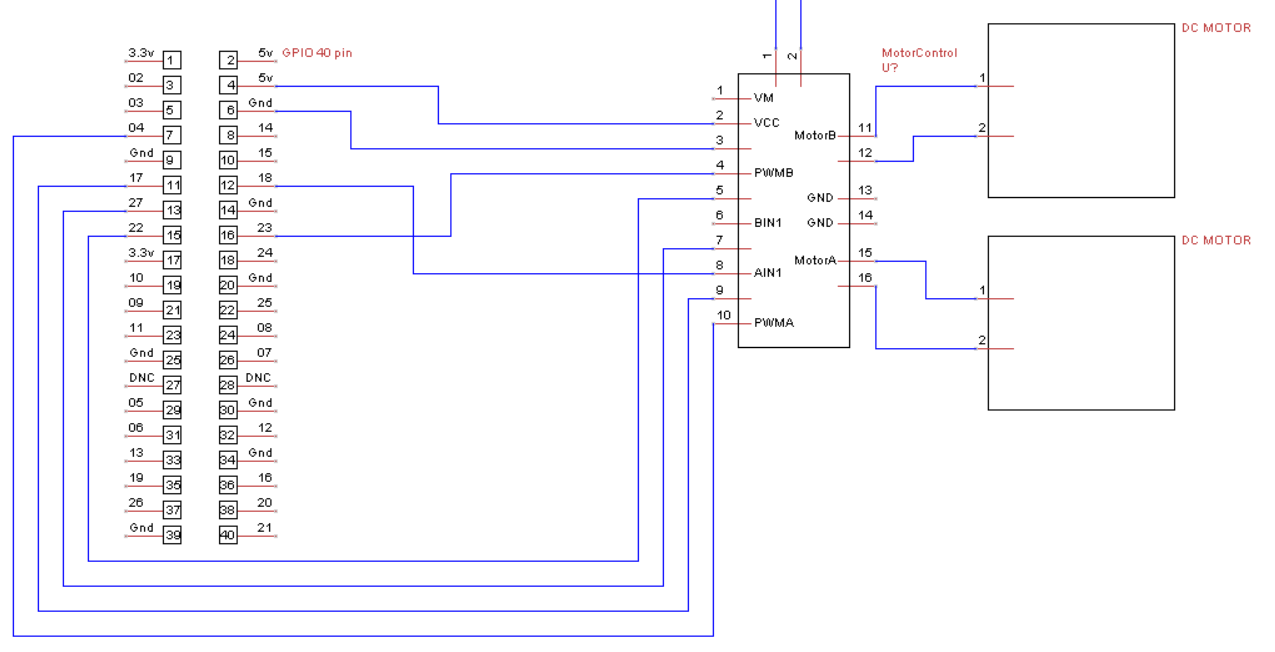 GPIO 40 pin
3.3v 1 2 5v
02 3 4 5v
03 5 6 Gnd
04 7 8 14
Gnd 9 10 15
17 11 12 18
27 13 14 Gnd
22 15 16 23
3.3v 17 18 24
10 19 20 Gnd
09 21 22 25
11 23 24 08
Gnd 25 26 07
DNC 27 28 DNC
05 29 30 Gnd
06 31 32 12
13 33 34 Gnd
19 35 36 16
26 37 38 20
Gnd 39 40 21
MotorControl
U?
1 2
1 VM
2 VCC
3
4 PWMB
5
6 BIN1
7
8 AIN1
9
10 PWMA
MotorB 11
12
GND 13
GND 14
MotorA 15
16
DC MOTOR
1
2
DC MOTOR
1
2